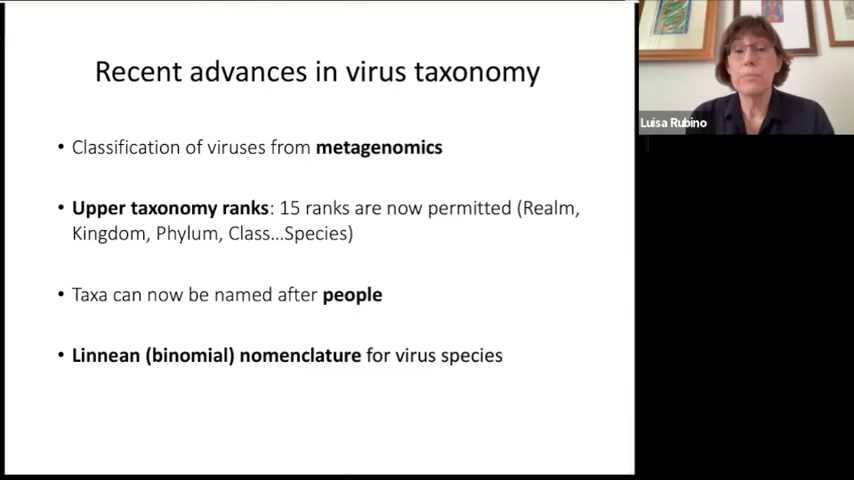 Recent advances in virus taxonomy
• Classification of viruses from metagenomics
• Upper taxonomy ranks: 15 ranks are now permitted (Realm,
Kingdom, Phylum, Class...Species)
• Taxa can now be named after people
• Linnean (binomial) nomenclature for virus species
Luisa Rubino